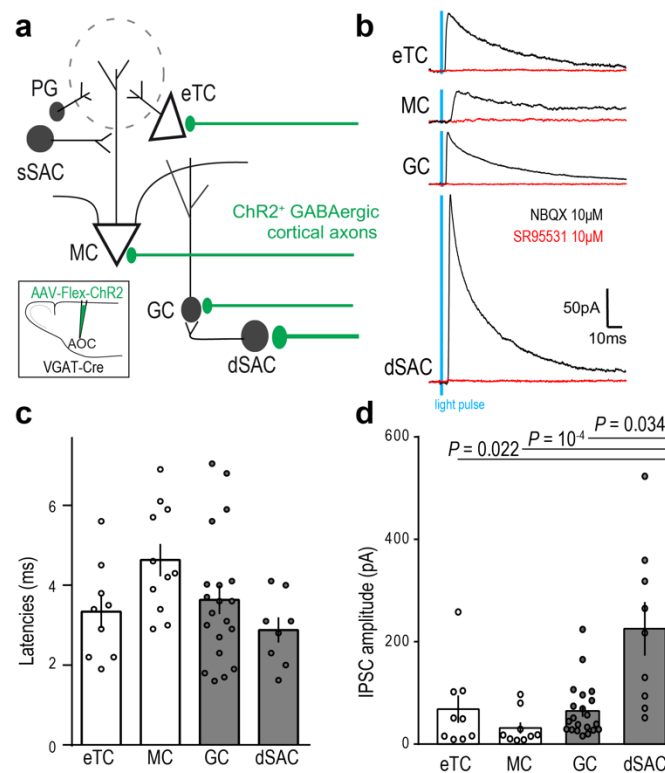 a
PG
eTC
sSAC
ChR2⁺ GABAergic
cortical axons
MC
GC
dSAC
AAV-Flex-ChR2
AOC
VGAT-Cre
b
eTC
MC
GC
NBQX 10µM
SR95531 10µM
50pA
10ms
dSAC
light pulse
c
Latencies (ms)
6
4
2
0
eTC MC GC dSAC
d
P = 0.034
P = 10⁻⁴
P = 0.022
IPSC amplitude (pA)
600
400
200
0
eTC MC GC dSAC